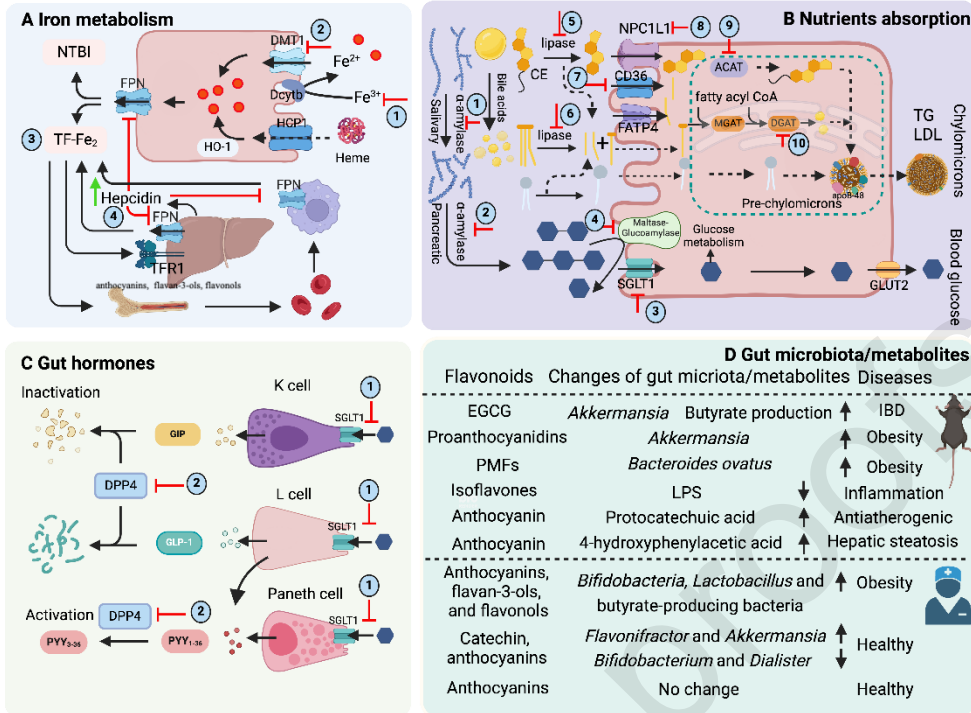 A Iron metabolism
NTBI
FPN
DMT1
2
Fe2+
Dcytb
Fe3+
1
HCP1
HO-1
Heme
3
TF-Fe2
Hepcidin
4
FPN
FPN
TFR1
anthocyanins, flavan-3-ols, flavonols
B Nutrients absorption
5
lipase
CE
NPC1L1
8
9
ACAT
7
CD36
FATP4
Bile acids
Salivary
α-amylase
1
6
lipase
+
fatty acyl CoA
MGAT
DGAT
10
TG
LDL
Chylomicrons
apoB-48
Pre-chylomicrons
Pancreatic
α-amylase
2
4
Maltase-
Glucoamylase
Glucose
metabolism
SGLT1
3
GLUT2
Blood glucose
C Gut hormones
Inactivation
K cell
1
SGLT1
GIP
DPP4
2
L cell
1
SGLT1
GLP-1
Paneth cell
1
SGLT1
Activation
DPP4
2
PYY3-36
PYY1-36
D Gut microbiota/metabolites
Flavonoids Changes of gut micriota/metabolites Diseases
EGCG Akkermansia Butyrate production IBD
Proanthocyanidins Akkermansia Obesity
PMFs Bacteroides ovatus Obesity
Isoflavones LPS Inflammation
Anthocyanin Protocatechuic acid Antiatherogenic
Anthocyanin 4-hydroxyphenylacetic acid Hepatic steatosis
Anthocyanins,
flavan-3-ols,
and flavonols
Bifidobacteria, Lactobacillus and
butyrate-producing bacteria
Obesity
Catechin,
anthocyanins
Flavonifractor and Akkermansia
Bifidobacterium and Dialister
Healthy
Anthocyanins No change Healthy
proofs